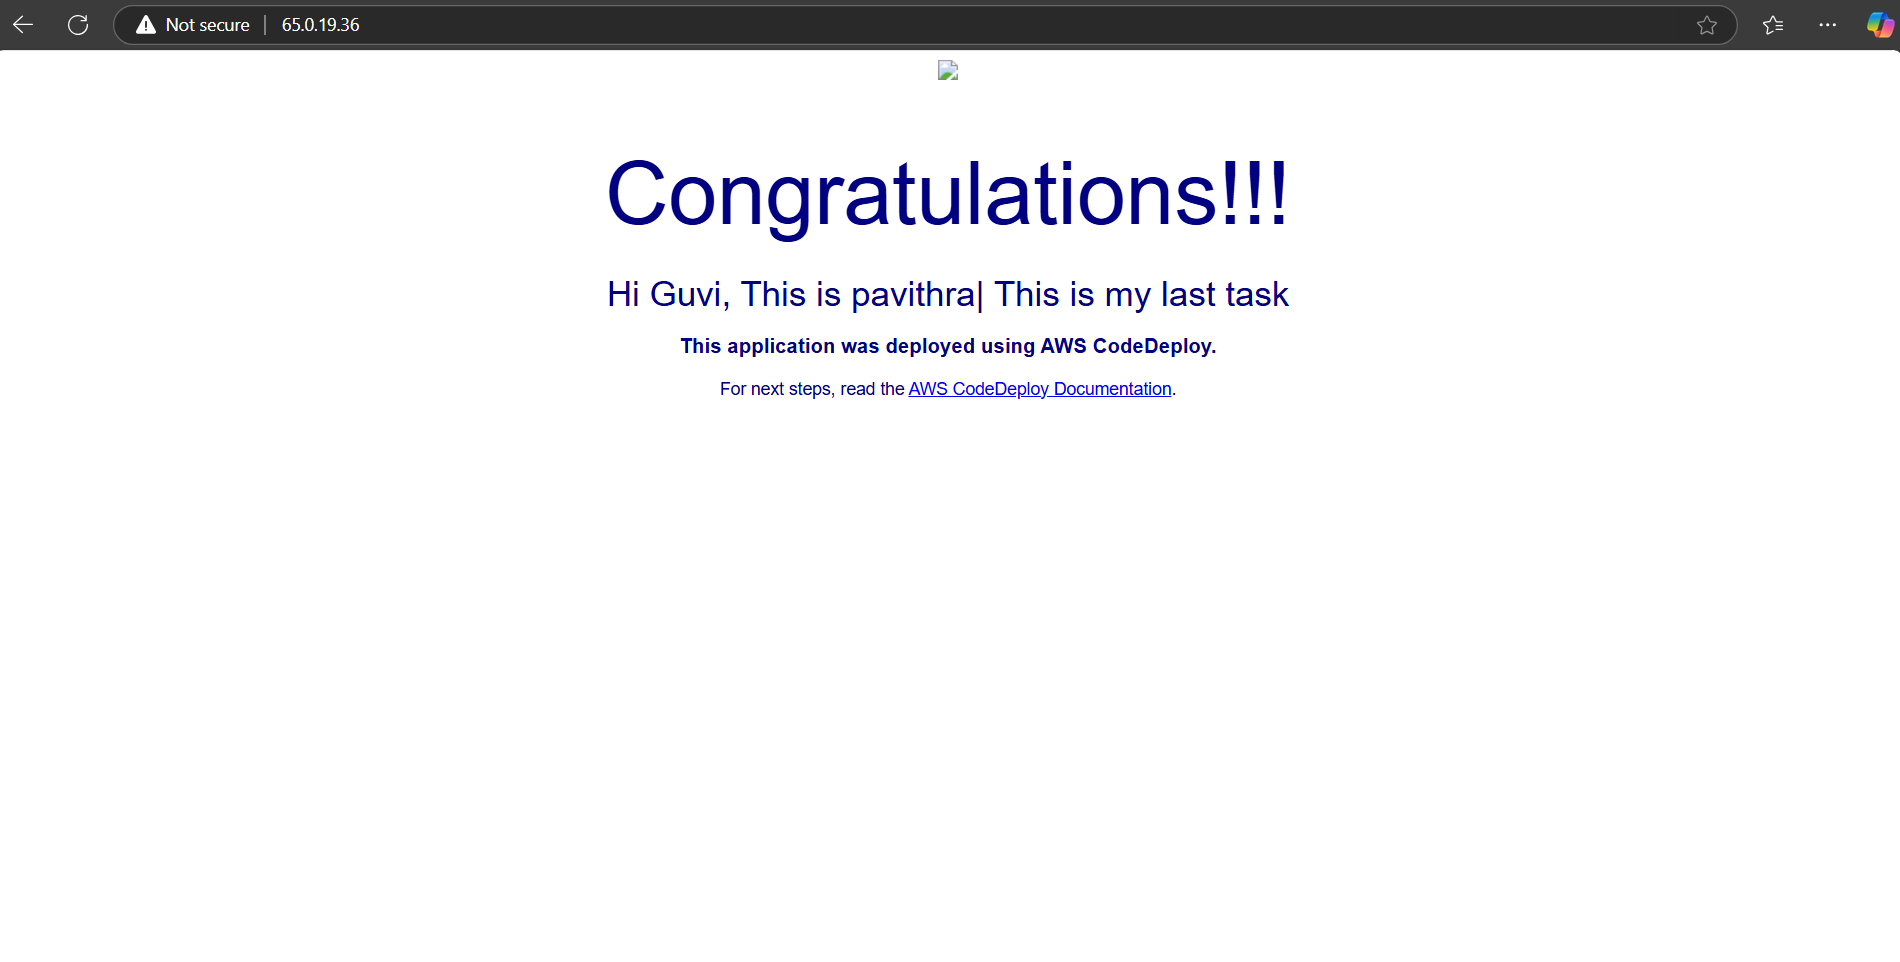 Not secure | 65.0.19.36
Congratulations!!!
Hi Guvi, This is pavithra| This is my last task
This application was deployed using AWS CodeDeploy.
For next steps, read the AWS CodeDeploy Documentation.